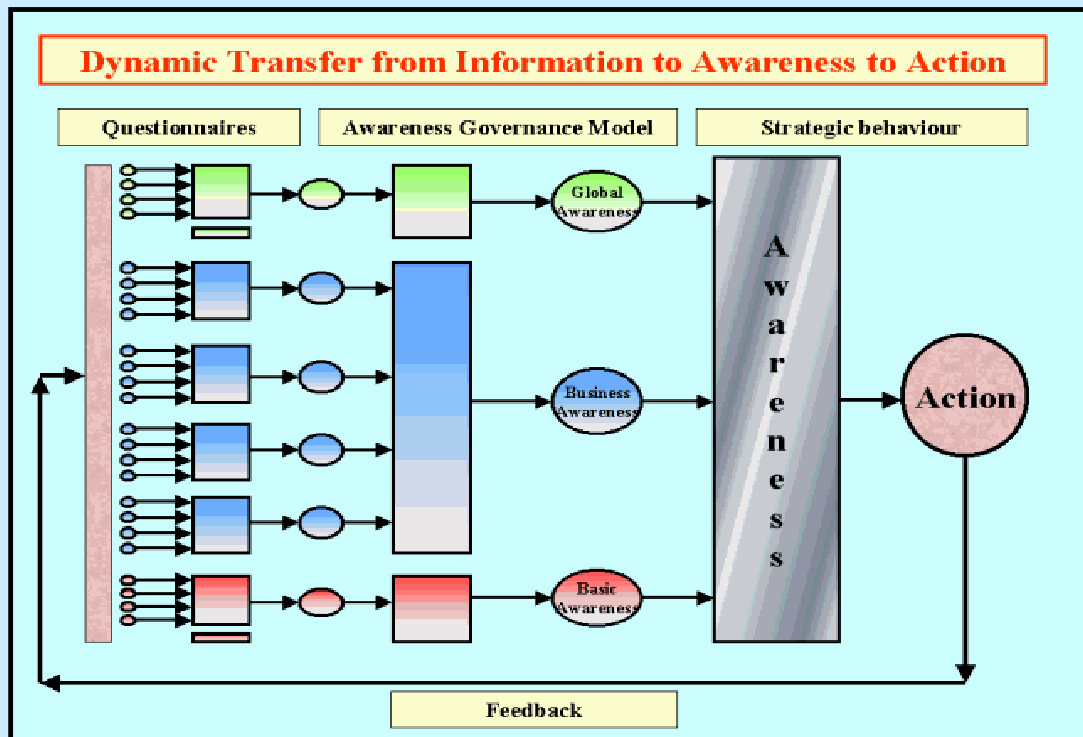 Dynamic Transfer from Information to Awareness to Action
Questionnaires
Awareness Governance Model
Strategic behaviour
Global
Awareness
Business
Awareness
Basic
Awareness
Awareness
Action
Feedback